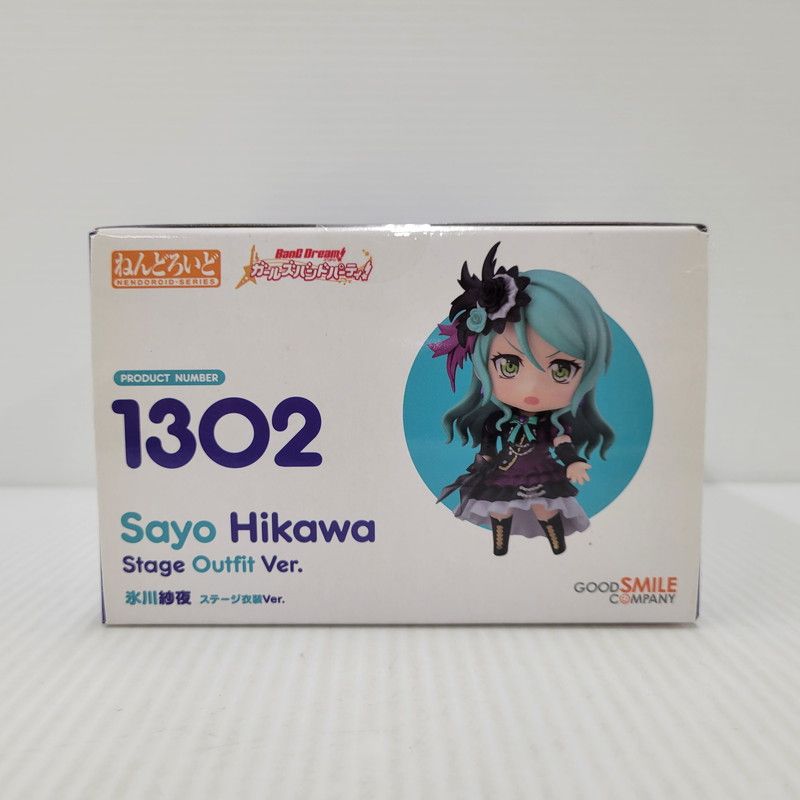 ねんどろいど
NENDOROID-SERIES
BanG Dream!
ガールズバンドパーティ!
PRODUCT NUMBER
1302
Sayo Hikawa
Stage Outfit Ver.
氷川紗夜 ステージ衣装Ver.
GOOD SMILE
COMPANY